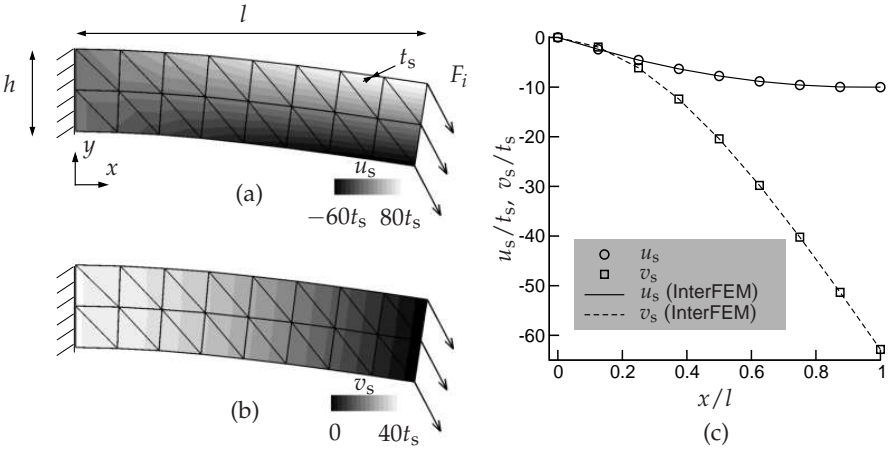 l
h
t_s
F_i
y
x
u_s
(a)
−60t_s 80t_s
v_s
(b)
0 40t_s
u_s/t_s, v_s/t_s
0
-10
-20
-30
-40
-50
-60
u_s
v_s
u_s (InterFEM)
v_s (InterFEM)
0 0.2 0.4 0.6 0.8 1
x/l
(c)